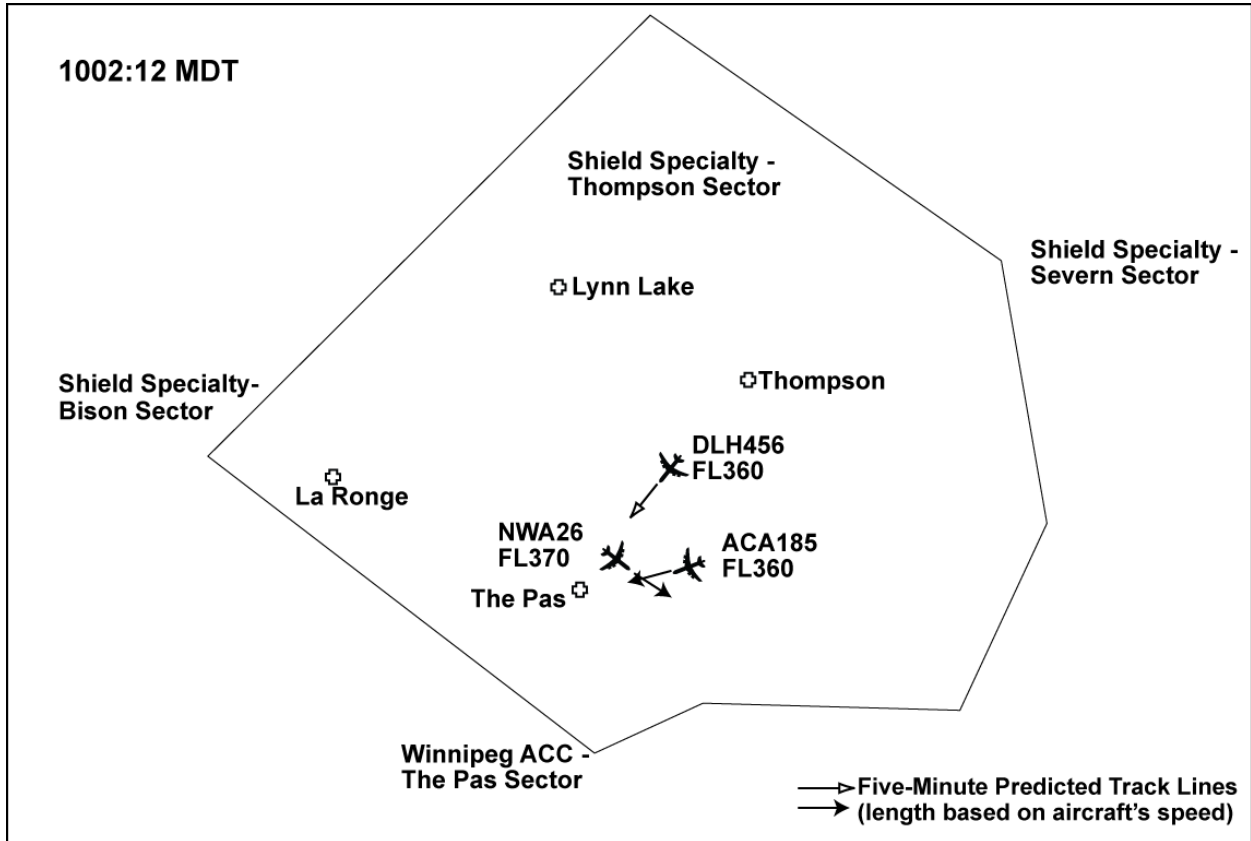 1002:12 MDT
Shield Specialty -
Thompson Sector
Shield Specialty -
Severn Sector
Lynn Lake
Shield Specialty-
Bison Sector
Thompson
DLH456
FL360
La Ronge
NWA26
FL370
ACA185
FL360
The Pas
Winnipeg ACC -
The Pas Sector
Five-Minute Predicted Track Lines
(length based on aircraft's speed)